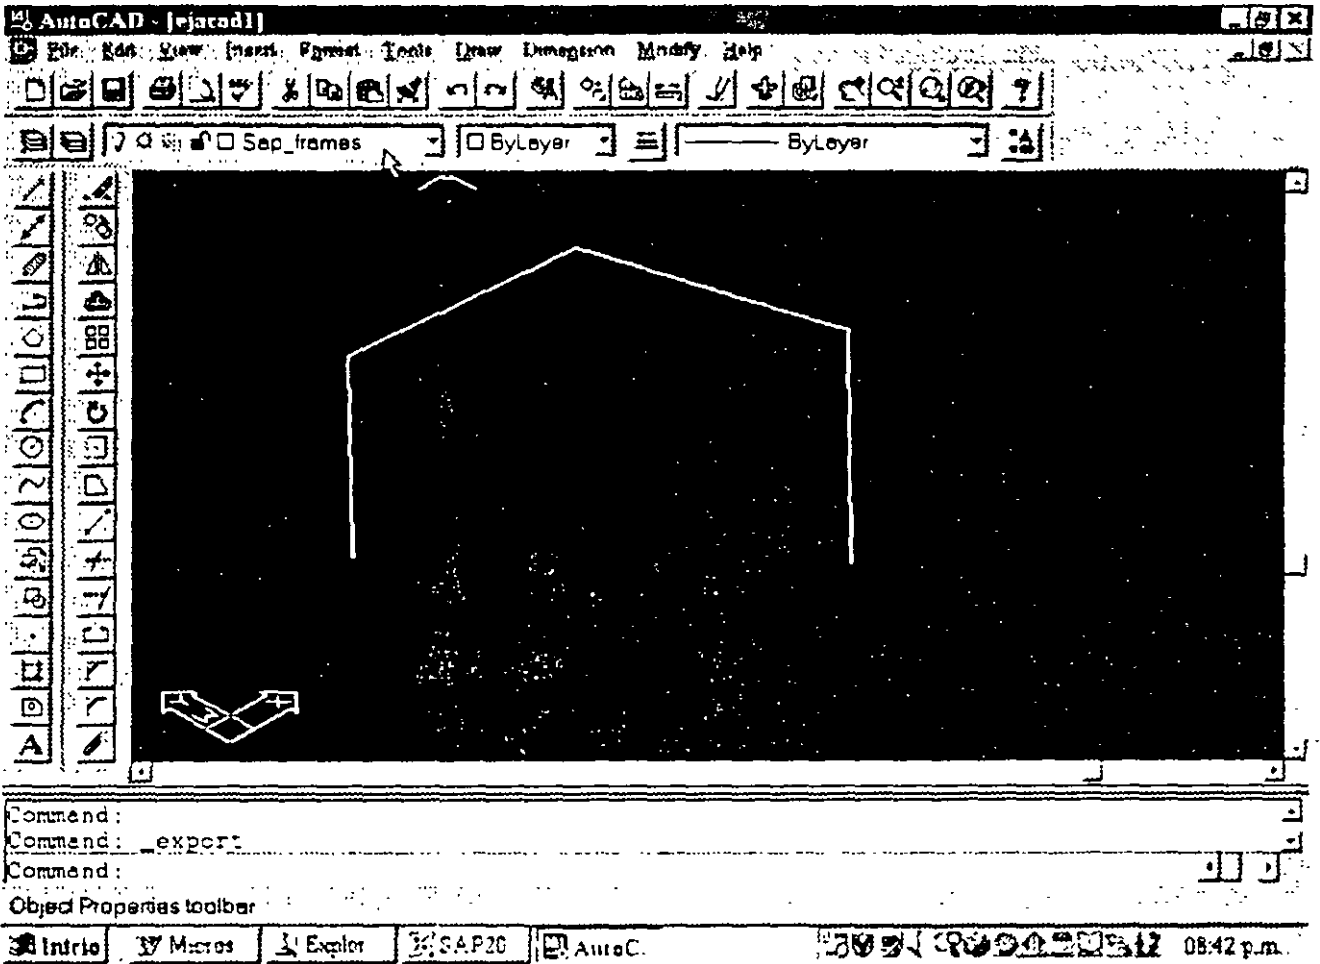 AutoCAD - [ejacad1]
File Edit View Insert Format Tools Draw Dimension Modify Help
Sap_frames ByLayer ByLayer
A
Command:
Command: _export
Command:
Object Properties toolbar
Inicio Micros Explor SAP20 AutoC. 08:42 p.m.